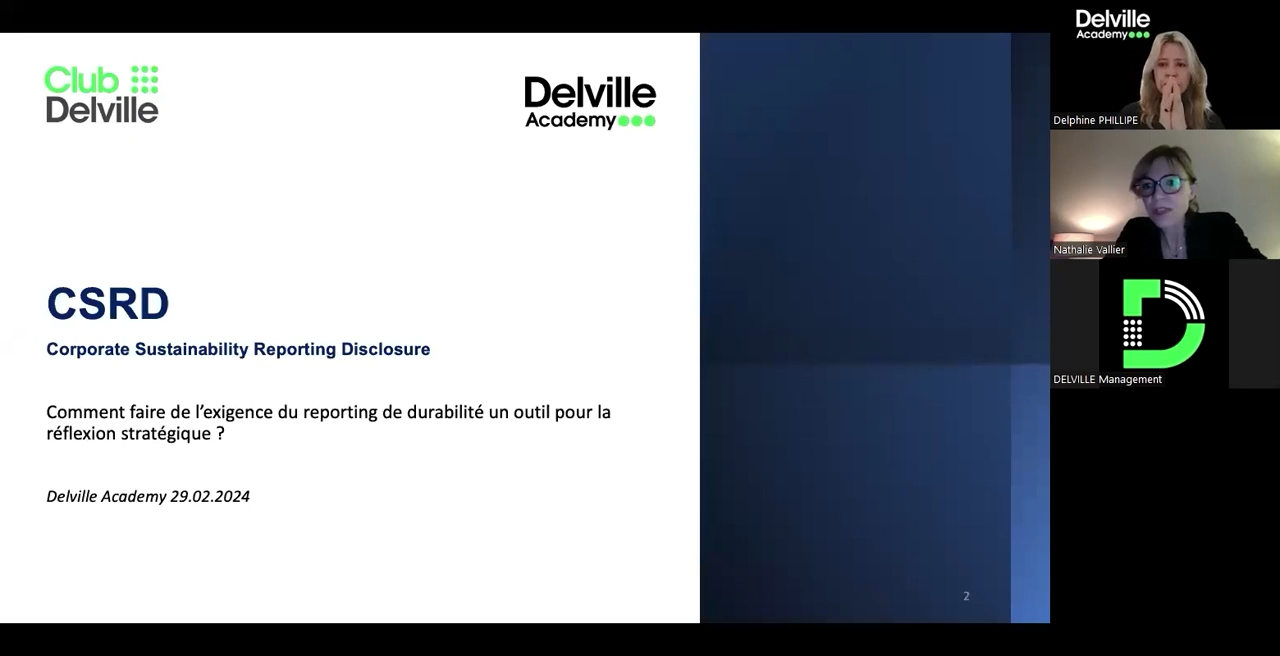 Club
Delville
Delville
Academy
CSRD
Corporate Sustainability Reporting Disclosure
Comment faire de l’exigence du reporting de durabilité un outil pour la
réflexion stratégique ?
Delville Academy 29.02.2024
2
Delville
Academy
Delphine PHILLIPE
Nathalie Vallier
DELVILLE Management